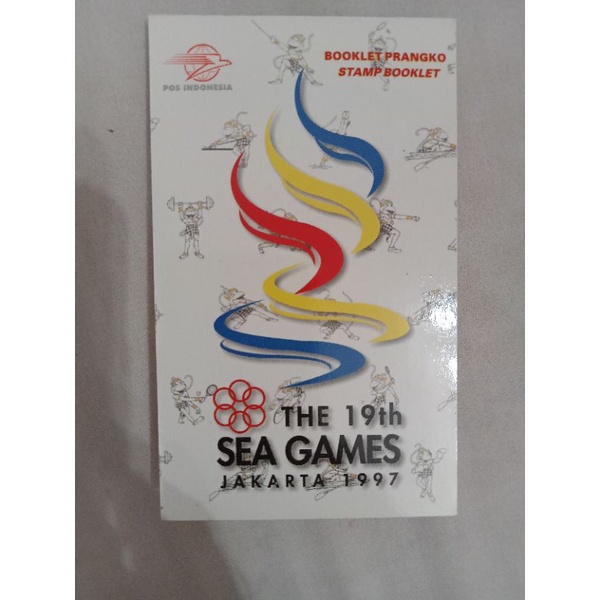 POS INDONESIA
BOOKLET PRANGKO
STAMP BOOKLET
THE 19th
SEA GAMES
JAKARTA 1997